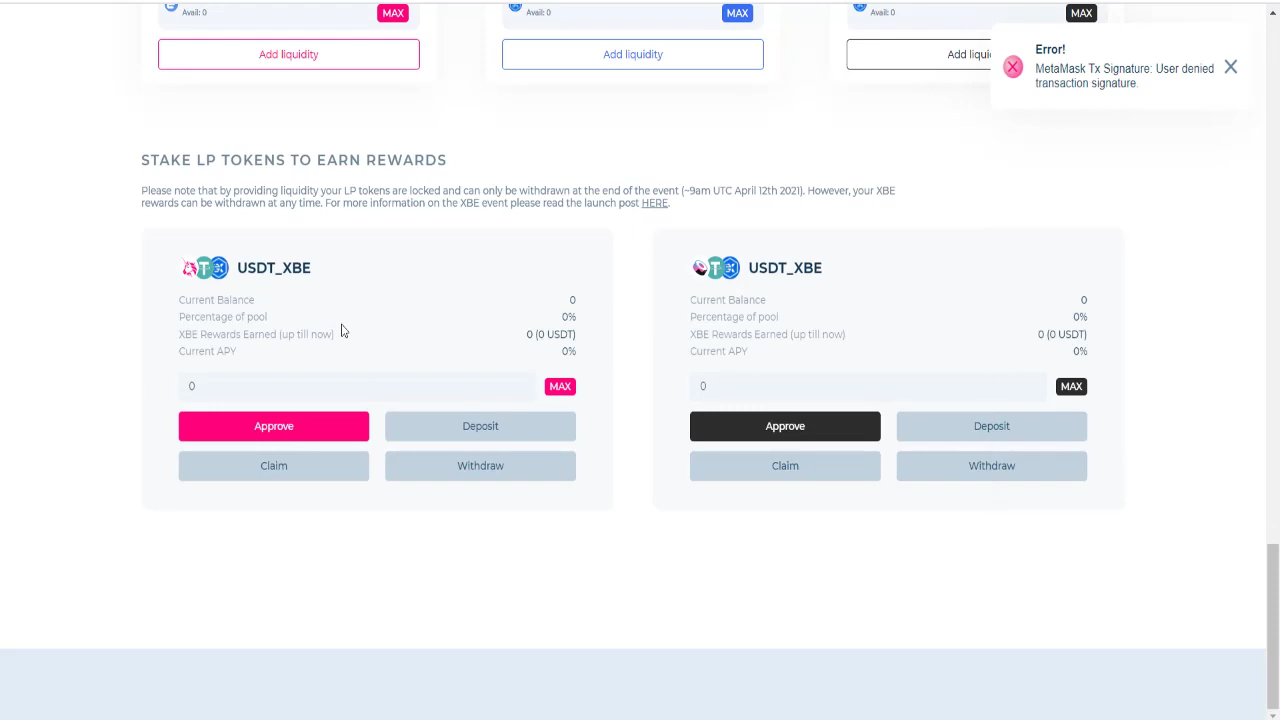 Avail: 0
MAX
Avail: 0
MAX
Avail: 0
MAX
Add liquidity
Add liquidity
Add liqui
Error!
MetaMask Tx Signature: User denied
transaction signature.
STAKE LP TOKENS TO EARN REWARDS
Please note that by providing liquidity your LP tokens are locked and can only be withdrawn at the end of the event (~9am UTC April 12th 2021). However, your XBE
rewards can be withdrawn at any time. For more information on the XBE event please read the launch post HERE.
USDT_XBE
Current Balance 0
Percentage of pool 0%
XBE Rewards Earned (up till now) 0 (0 USDT)
Current APY 0%
0 MAX
Approve Deposit
Claim Withdraw
USDT_XBE
Current Balance 0
Percentage of pool 0%
XBE Rewards Earned (up till now) 0 (0 USDT)
Current APY 0%
0 MAX
Approve Deposit
Claim Withdraw